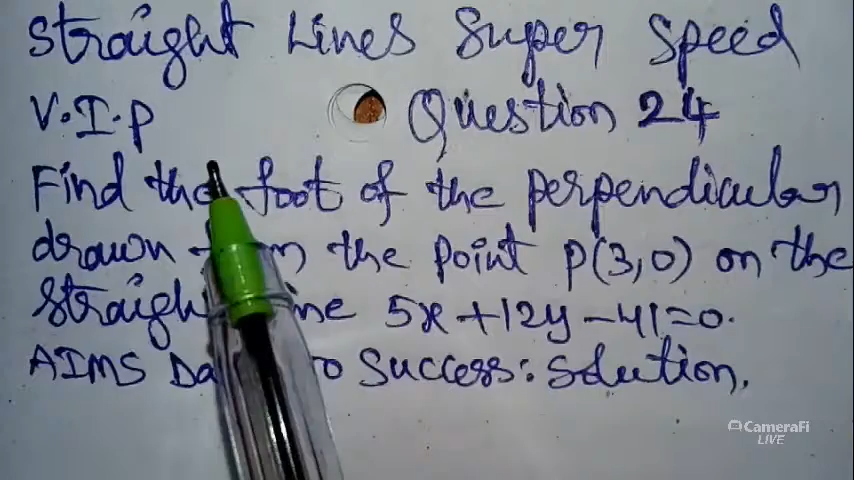 Straight Lines Super Speed
V.I.P Question 24
Find the foot of the perpendicular
drawn the point P(3,0) on the
5x+12y-41=0.
AIMS to success: Solution.
CameraFi
LIVE